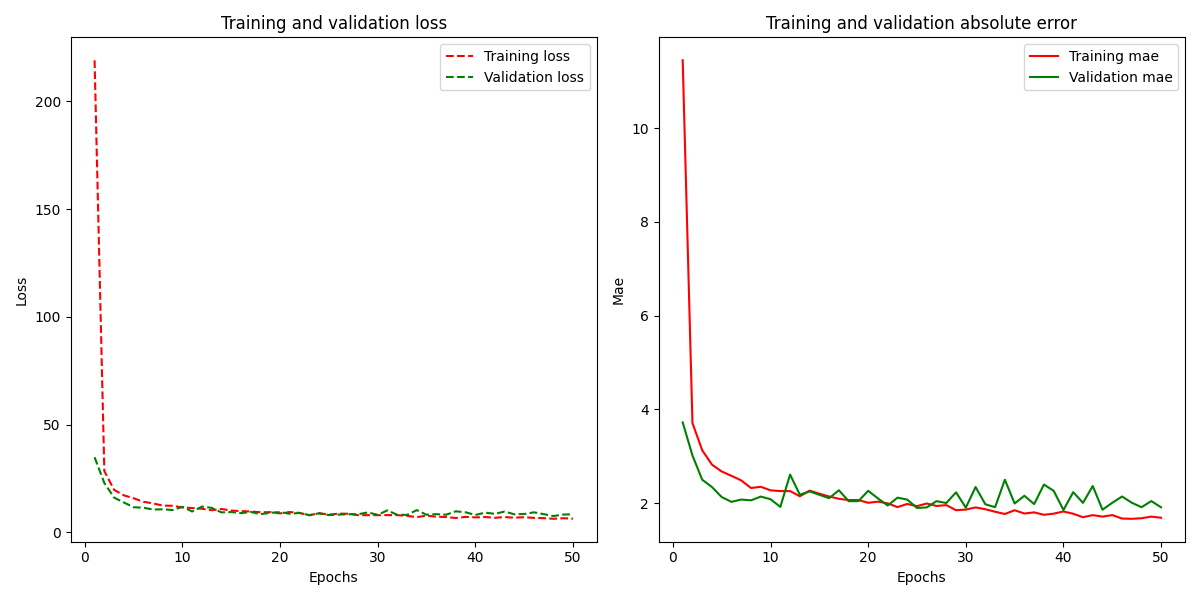 Training and validation loss
Training loss
Validation loss
200
150
100
50
0
Loss
0 10 20 30 40 50
Epochs
Training and validation absolute error
Training mae
Validation mae
10
8
6
4
2
Mae
0 10 20 30 40 50
Epochs